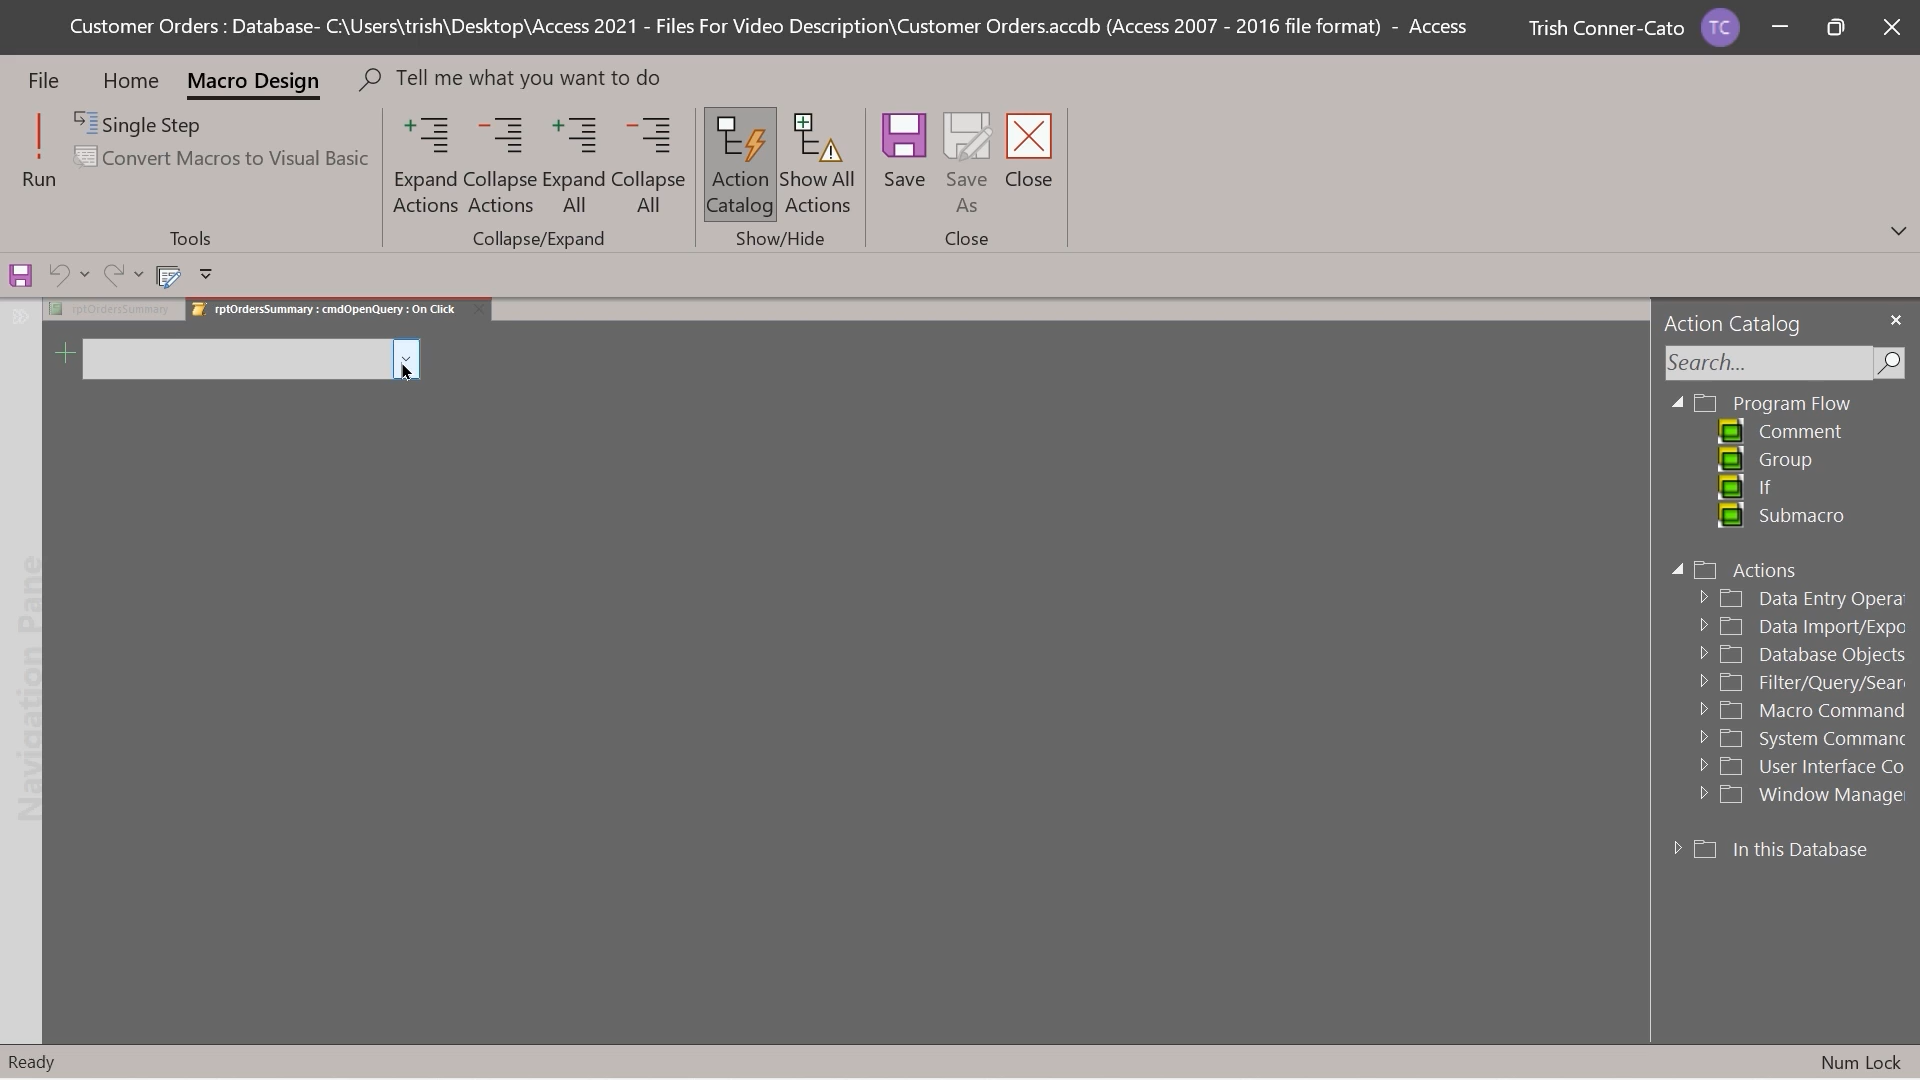 Customer Orders : Database- C:\Users\trish\Desktop\Access 2021 - Files For Video Description\Customer Orders.accdb (Access 2007 - 2016 file format) - Access
Trish Conner-Cato
TC
File
Home
Macro Design
Tell me what you want to do
Run
Single Step
Convert Macros to Visual Basic
Tools
Expand Actions
Collapse Actions
Expand All
Collapse All
Collapse/Expand
Action Catalog
Show All Actions
Show/Hide
Save
Save As
Close
Close
rptOrdersSummary
rptOrdersSummary : cmdOpenQuery : On Click
Navigation Pane
Action Catalog
Search...
Program Flow
Comment
Group
If
Submacro
Actions
Data Entry Opera
Data Import/Expo
Database Objects
Filter/Query/Sear
Macro Command
System Command
User Interface Co
Window Manage
In this Database
Ready
Num Lock